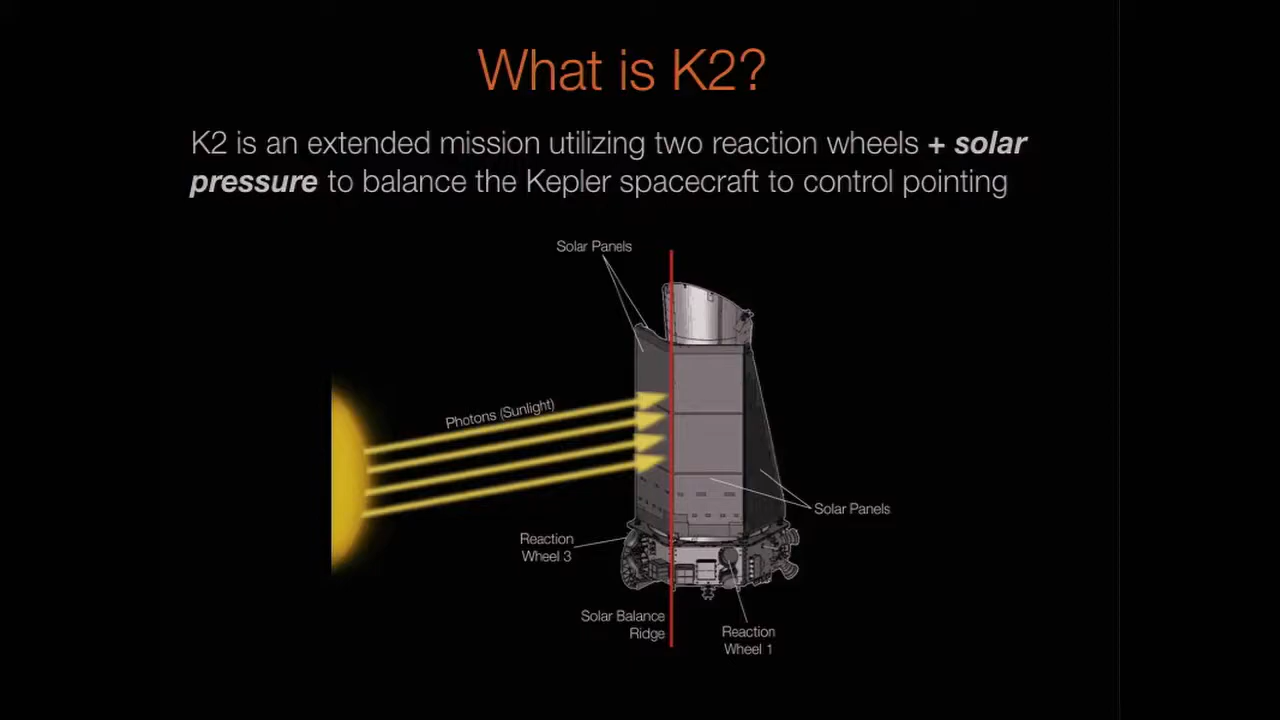 What is K2?
K2 is an extended mission utilizing two reaction wheels + solar
pressure to balance the Kepler spacecraft to control pointing
Solar Panels
Photons (Sunlight)
Solar Panels
Reaction
Wheel 3
Solar Balance
Ridge
Reaction
Wheel 1